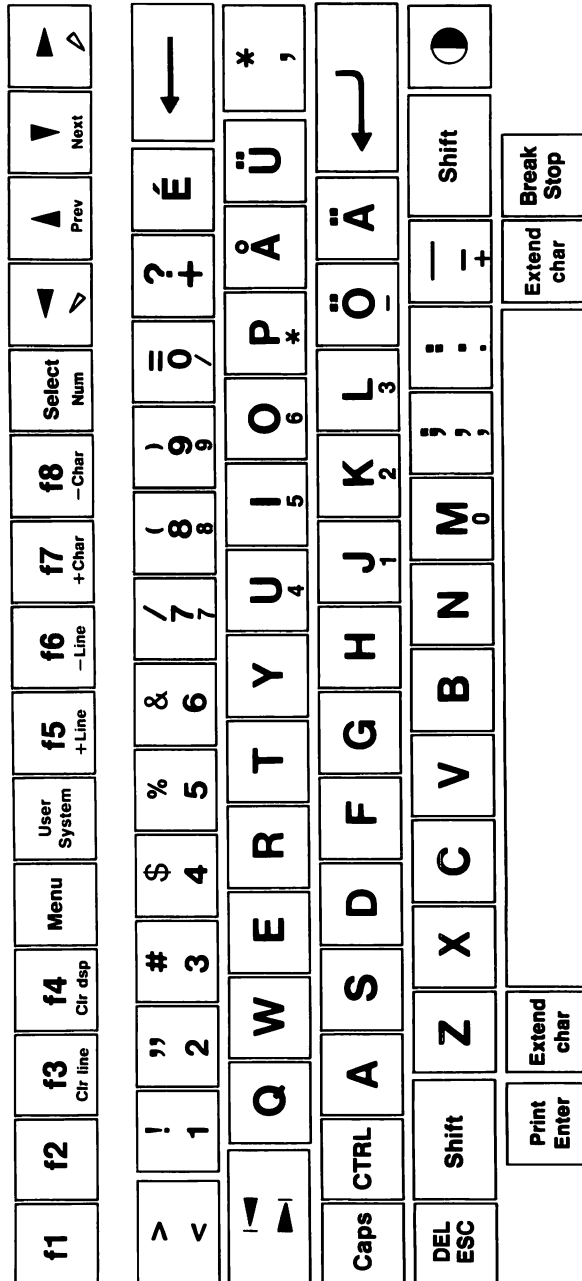 f1 f2 f3 f4 Menu User System f5 f6 f7 f8 Select
Clr line Clr dsp +Line −Line +Char −Char Num Prev Next
> ! ” # $ % & / ( ) = ? É
< 1 2 3 4 5 6 7 8 9 0 +
7 8 9 /
Q W E R T Y U I O P Å Ü *
4 5 6 * ’
Caps CTRL A S D F G H J K L Ö Ä
1 2 3 −
DEL Shift Z X C V B N M ; : — Shift
ESC , . −
0 , . +
Print Extend Extend Break
Enter char char Stop